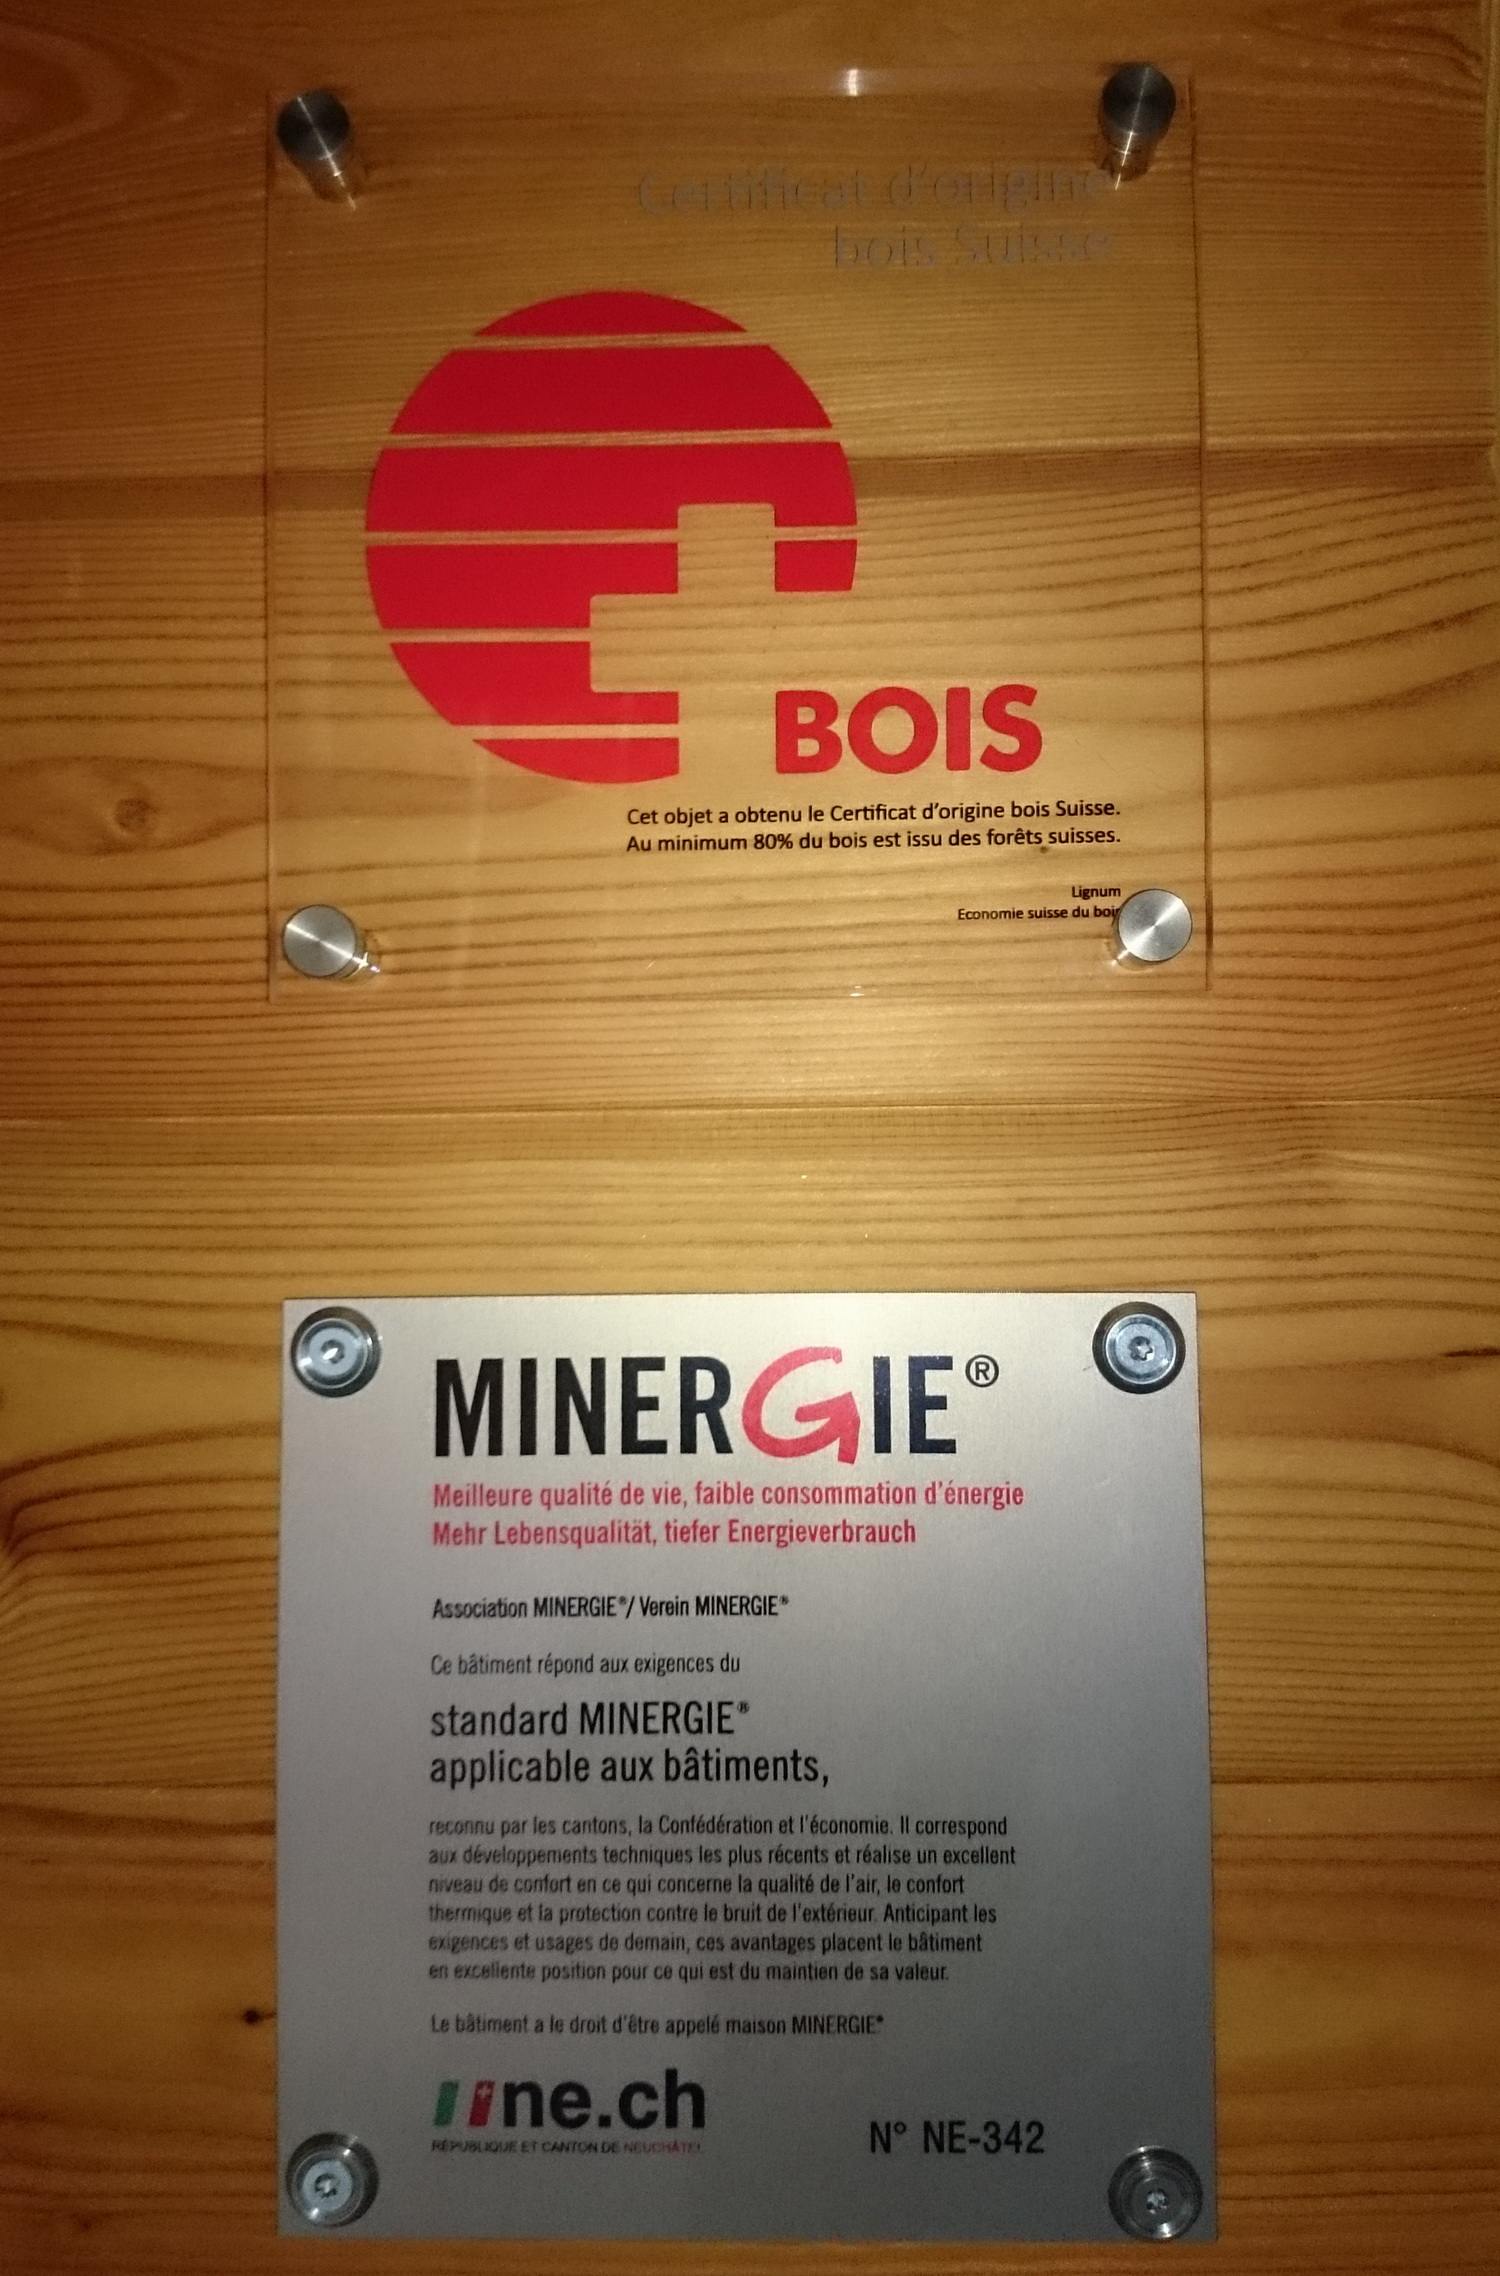 Certificat d'origine
bois Suisse
BOIS
Cet objet a obtenu le Certificat d'origine bois Suisse.
Au minimum 80% du bois est issu des forêts suisses.
Lignum
Economie suisse du bois
MINERGIE®
Meilleure qualité de vie, faible consommation d'énergie
Mehr Lebensqualität, tiefer Energieverbrauch
Association MINERGIE®/ Verein MINERGIE®
Ce bâtiment répond aux exigences du
standard MINERGIE®
applicable aux bâtiments,
reconnu par les cantons, la Confédération et l'économie. Il correspond
aux développements techniques les plus récents et réalise un excellent
niveau de confort en ce qui concerne la qualité de l'air, le confort
thermique et la protection contre le bruit de l'extérieur. Anticipant les
exigences et usages de demain, ces avantages placent le bâtiment
en excellente position pour ce qui est du maintien de sa valeur.
Le bâtiment a le droit d'être appelé maison MINERGIE®
ne.ch
RÉPUBLIQUE ET CANTON DE NEUCHÂTEL
N° NE-342